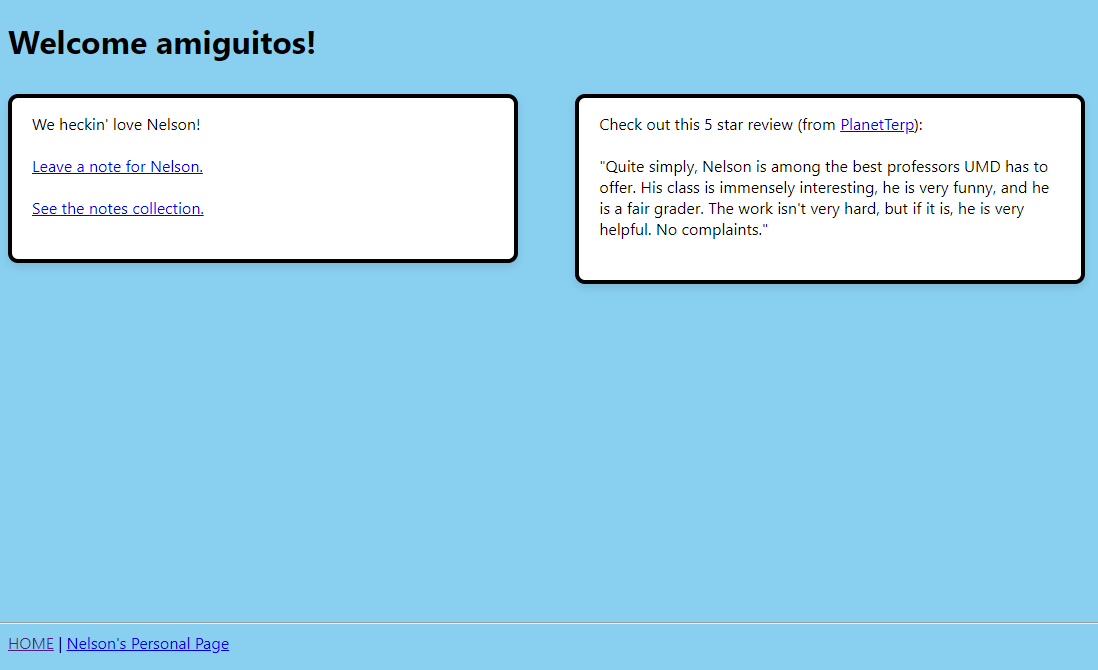 Welcome amiguitos!
We heckin' love Nelson!
Leave a note for Nelson.
See the notes collection.
Check out this 5 star review (from PlanetTerp):
"Quite simply, Nelson is among the best professors UMD has to
offer. His class is immensely interesting, he is very funny, and he
is a fair grader. The work isn't very hard, but if it is, he is very
helpful. No complaints."
HOME | Nelson's Personal Page